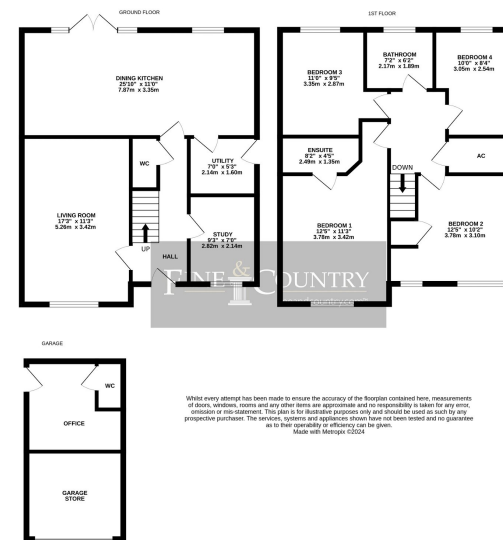 GROUND FLOOR
DINING KITCHEN
25'10" x 11'0"
7.87m x 3.35m
WC
UTILITY
7'0" x 5'3"
2.14m x 1.60m
LIVING ROOM
17'3" x 11'3"
5.26m x 3.42m
UP
HALL
STUDY
9'3" x 7'0"
2.82m x 2.14m
1ST FLOOR
BEDROOM 3
11'0" x 9'5"
3.35m x 2.87m
BATHROOM
7'2" x 6'2"
2.17m x 1.89m
BEDROOM 4
10'0" x 8'4"
3.05m x 2.54m
ENSUITE
8'2" x 4'5"
2.49m x 1.35m
DOWN
AC
BEDROOM 1
12'5" x 11'3"
3.78m x 3.42m
BEDROOM 2
12'5" x 10'2"
3.78m x 3.10m
FINE & COUNTRY
GARAGE
WC
OFFICE
GARAGE
STORE
Whilst every attempt has been made to ensure the accuracy of the floorplan contained here, measurements
of doors, windows, rooms and any other items are approximate and no responsibility is taken for any error,
omission or mis-statement. This plan is for illustrative purposes only and should be used as such by any
prospective purchaser. The services, systems and appliances shown have not been tested and no guarantee
as to their operability or efficiency can be given.
Made with Metropix ©2024